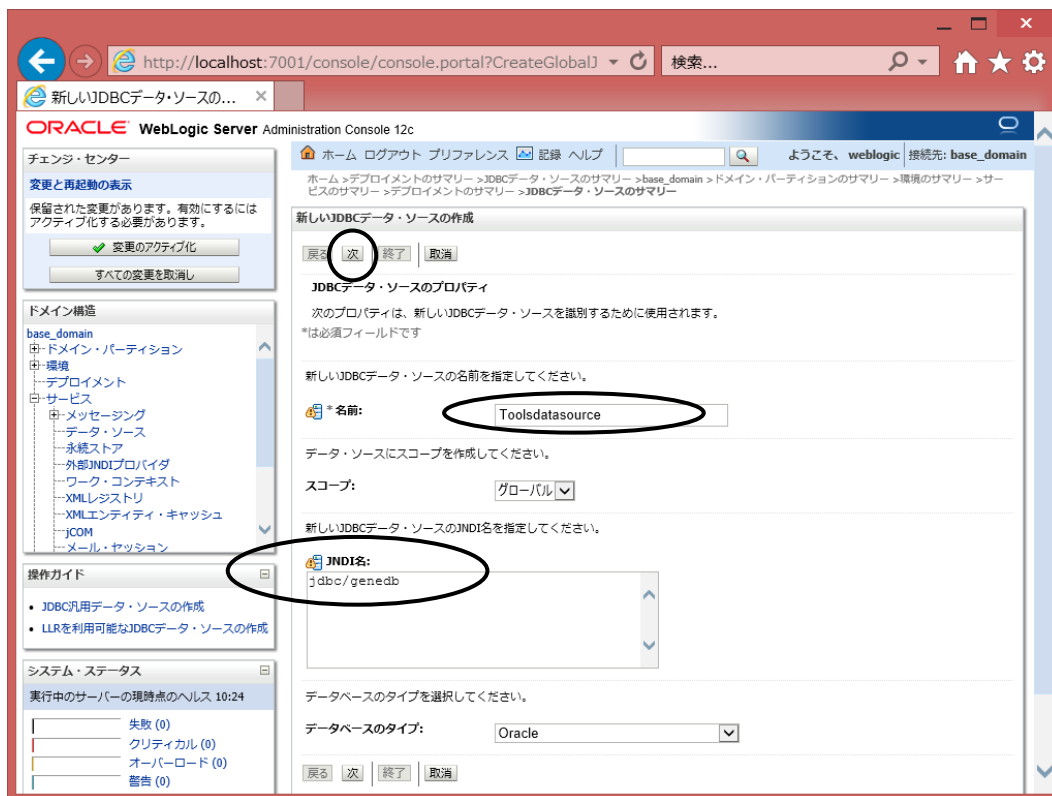 http://localhost:7001/console/console.portal?CreateGlobalJ
検索...
新しいJDBCデータ・ソースの...
ORACLE WebLogic Server Administration Console 12c
チェンジ・センター
変更と再起動の表示
保留された変更があります。有効にするには
アクティブ化する必要があります。
変更のアクティブ化
すべての変更を取消し
ドメイン構造
base_domain
ドメイン・パーティション
環境
デプロイメント
サービス
メッセージング
データ・ソース
永続ストア
外部JNDIプロバイダ
ワーク・コンテキスト
XMLレジストリ
XMLエンティティ・キャッシュ
jCOM
メール・セッション
操作ガイド
JDBC汎用データ・ソースの作成
LLRを利用可能なJDBCデータ・ソースの作成
システム・ステータス
実行中のサーバーの現時点のヘルス 10:24
失敗 (0)
クリティカル (0)
オーバーロード (0)
警告 (0)
ホーム ログアウト プリファレンス 記録 ヘルプ
ようこそ、 weblogic 接続先: base_domain
ホーム >デプロイメントのサマリー >JDBCデータ・ソースのサマリー >base_domain >ドメイン・パーティションのサマリー >環境のサマリー >サー
ビスのサマリー >デプロイメントのサマリー >JDBCデータ・ソースのサマリー
新しいJDBCデータ・ソースの作成
戻る 次 終了 取消
JDBCデータ・ソースのプロパティ
次のプロパティは、新しいJDBCデータ・ソースを識別するために使用されます。
*は必須フィールドです
新しいJDBCデータ・ソースの名前を指定してください。
* 名前: Toolsdatasource
データ・ソースにスコープを作成してください。
スコープ: グローバル
新しいJDBCデータ・ソースのJNDI名を指定してください。
JNDI名:
jdbc/genedb
データベースのタイプを選択してください。
データベースのタイプ: Oracle
戻る 次 終了 取消